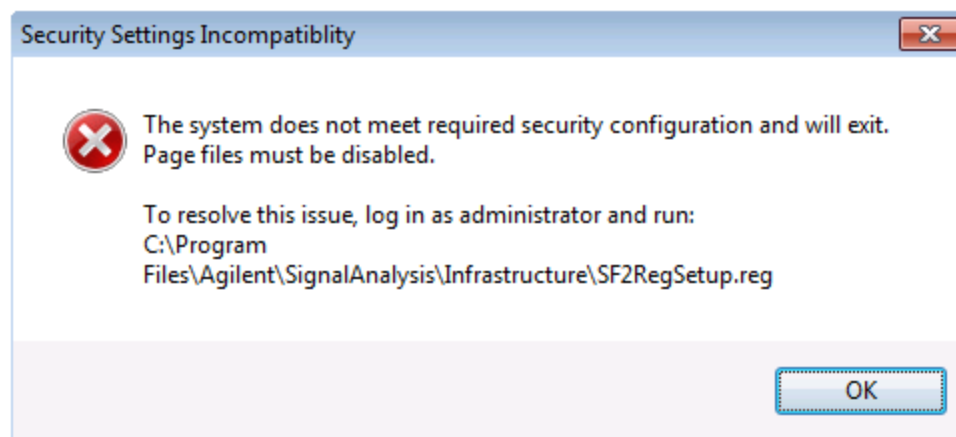 Security Settings Incompatiblity
The system does not meet required security configuration and will exit.
Page files must be disabled.
To resolve this issue, log in as administrator and run:
C:\Program
Files\Agilent\SignalAnalysis\Infrastructure\SF2RegSetup.reg
OK